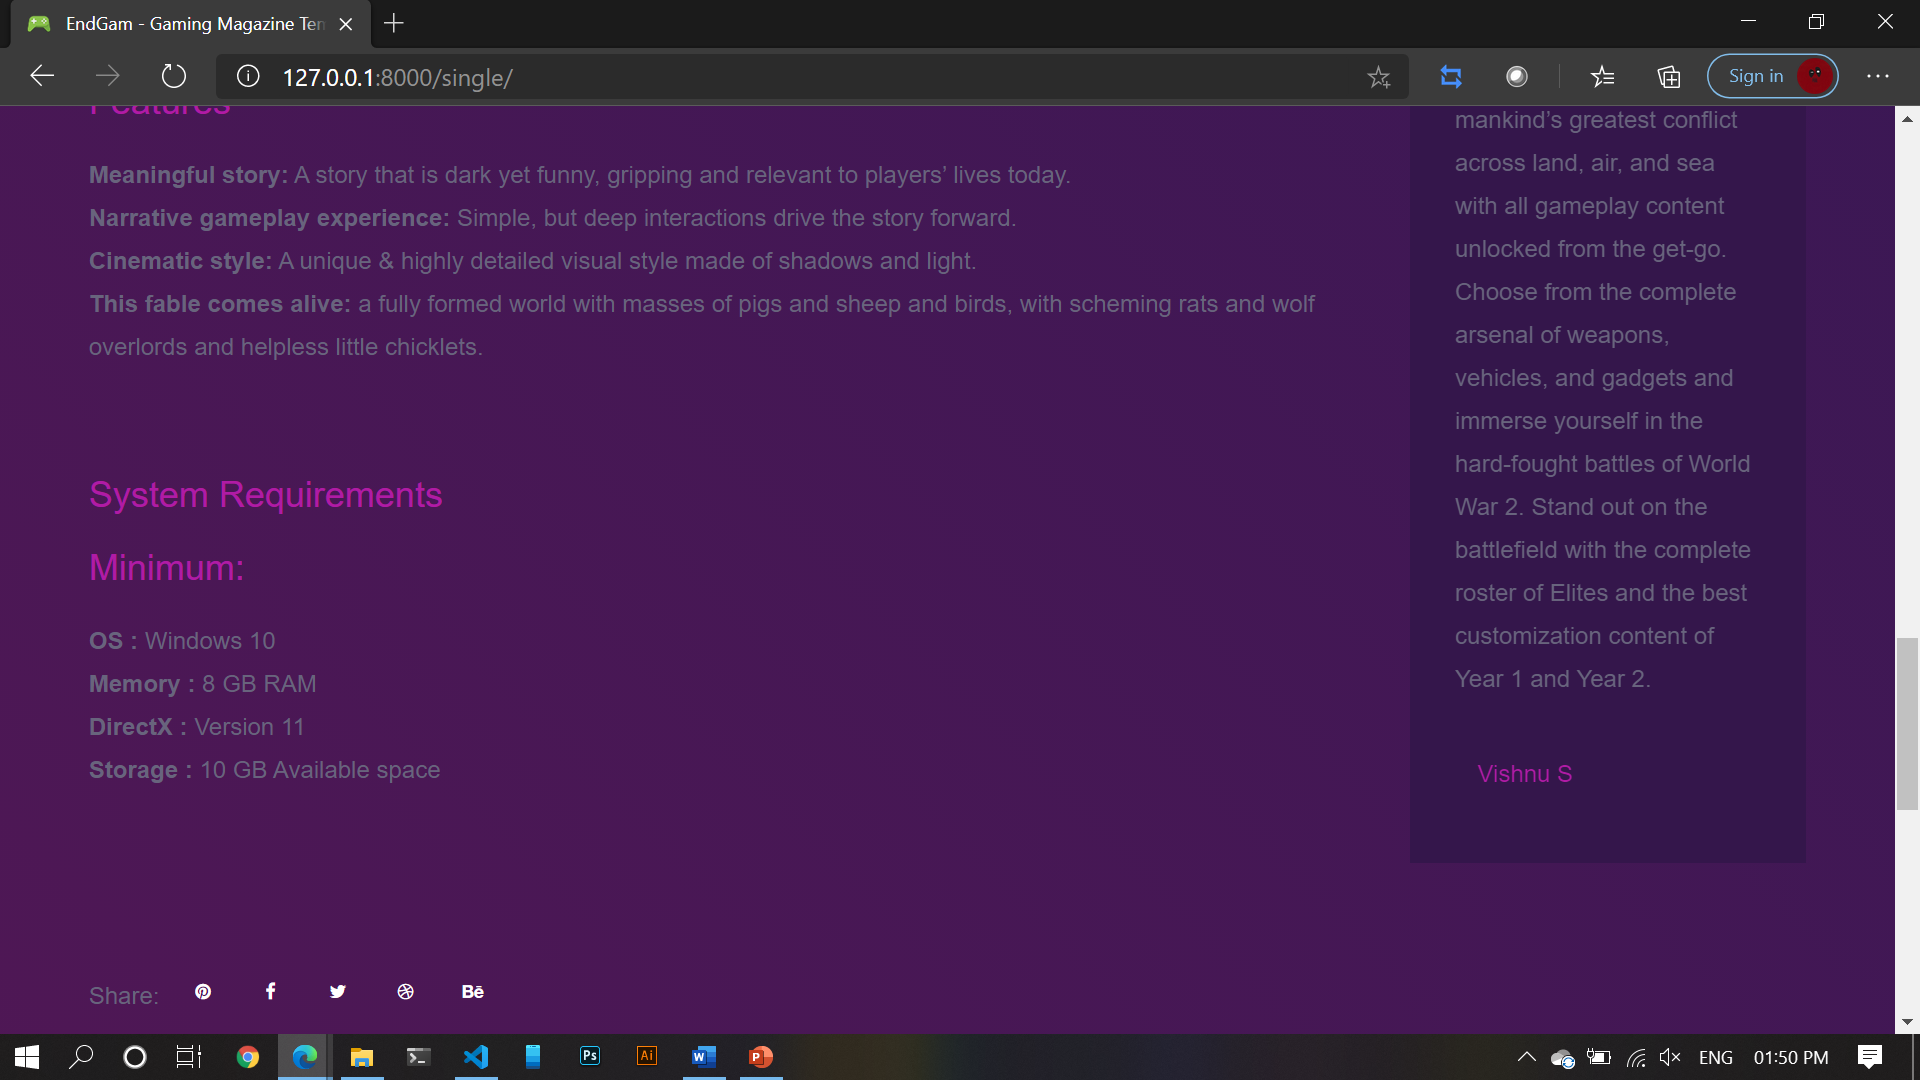 EndGam - Gaming Magazine Tem
127.0.0.1:8000/single/
Sign in
Features
Meaningful story: A story that is dark yet funny, gripping and relevant to players’ lives today.
Narrative gameplay experience: Simple, but deep interactions drive the story forward.
Cinematic style: A unique & highly detailed visual style made of shadows and light.
This fable comes alive: a fully formed world with masses of pigs and sheep and birds, with scheming rats and wolf
overlords and helpless little chicklets.
System Requirements
Minimum:
OS : Windows 10
Memory : 8 GB RAM
DirectX : Version 11
Storage : 10 GB Available space
Share:
Bē
mankind’s greatest conflict
across land, air, and sea
with all gameplay content
unlocked from the get-go.
Choose from the complete
arsenal of weapons,
vehicles, and gadgets and
immerse yourself in the
hard-fought battles of World
War 2. Stand out on the
battlefield with the complete
roster of Elites and the best
customization content of
Year 1 and Year 2.
Vishnu S
Ps
Ai
W
P
ENG
01:50 PM